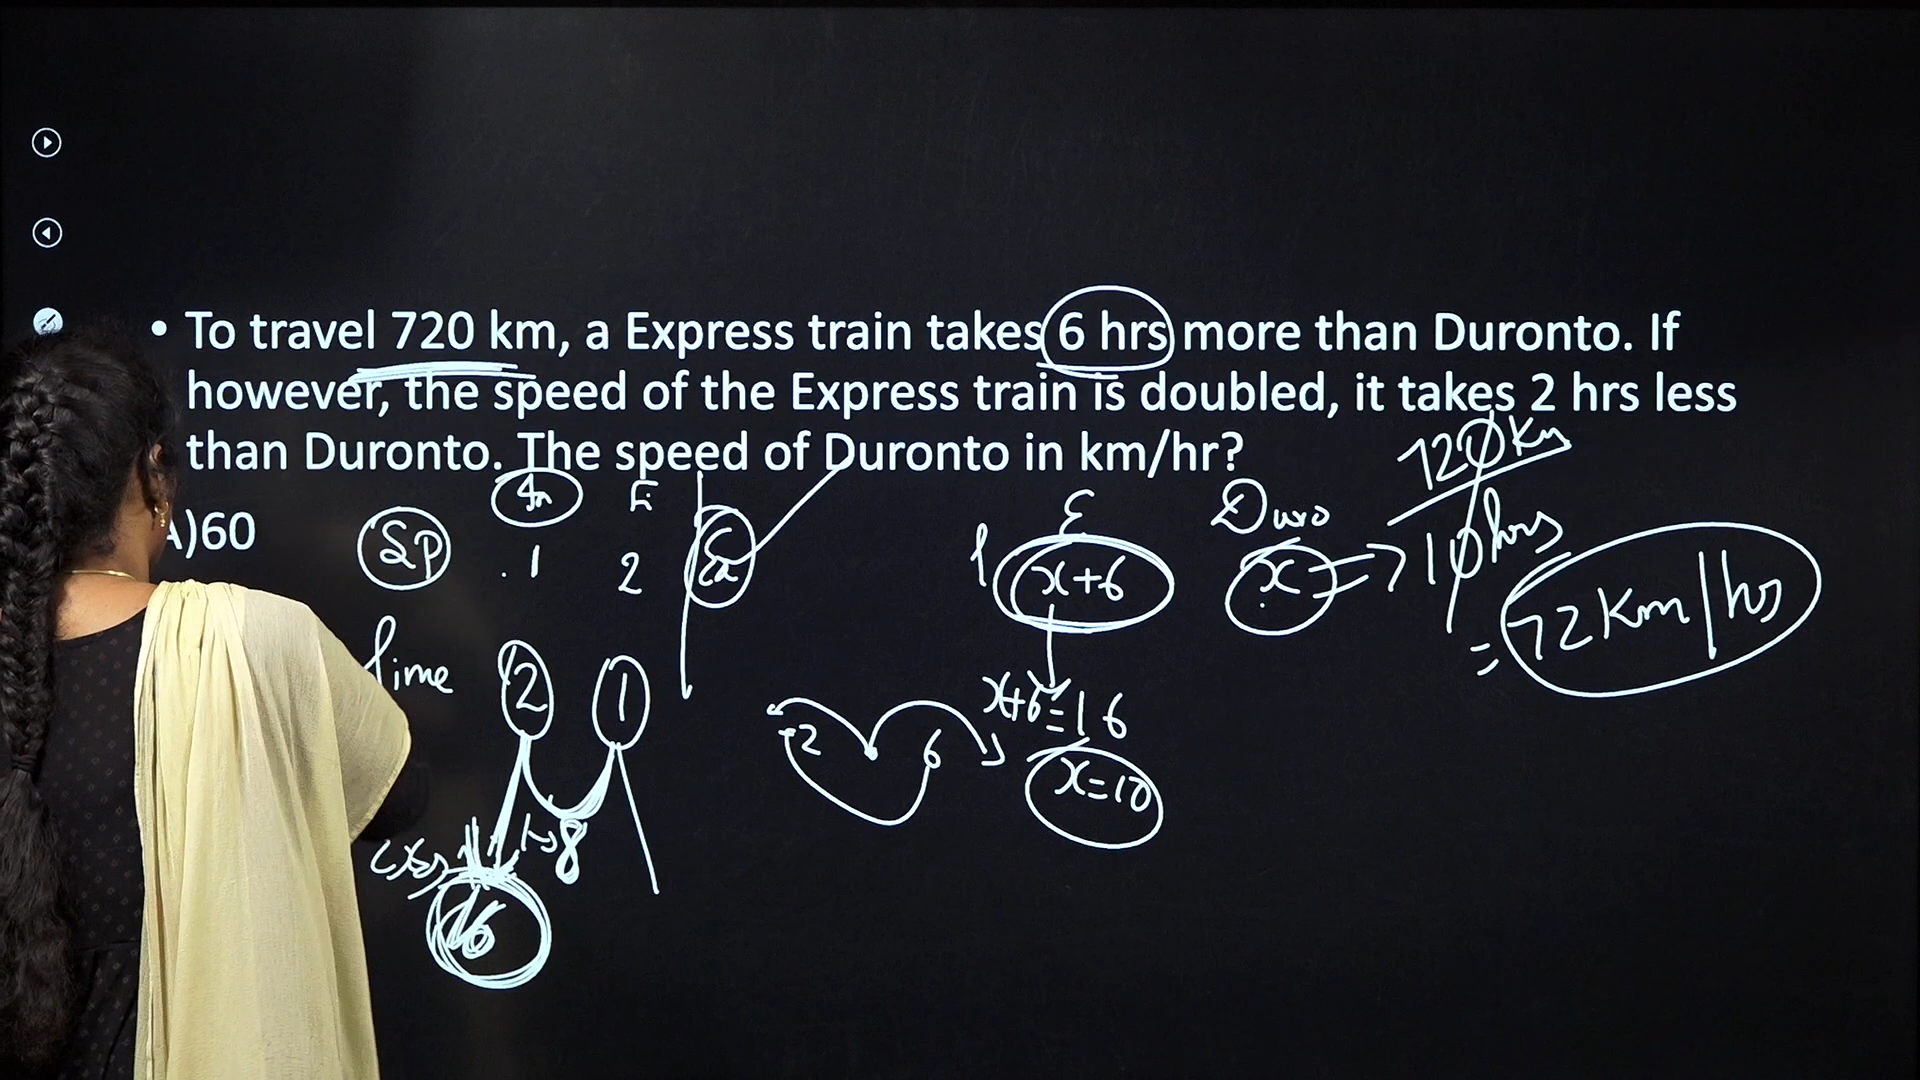 • To travel 720 km, a Express train takes 6 hrs more than Duronto. If
however, the speed of the Express train is doubled, it takes 2 hrs less
than Duronto. The speed of Duronto in km/hr?
A)60
Sp 1 2
Time 2 1
8
16
E Duro
x+6 x
x+6=16
x=10
2 6
720 Km
10 hrs
= 72 Km/hr